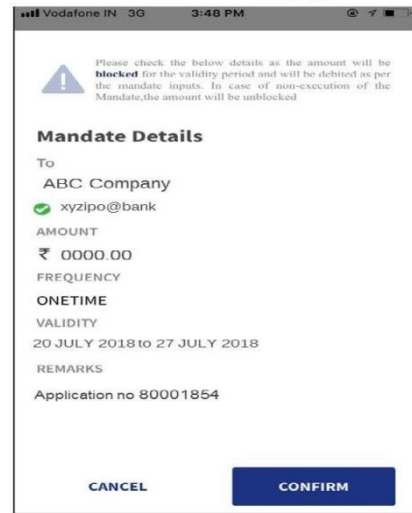 Vodafone IN 3G 3:48 PM
Please check the below details as the amount will be
blocked for the validity period and will be debited as per
the mandate inputs. In case of non-execution of the
Mandate,the amount will be unblocked
Mandate Details
To
ABC Company
xyzipo@bank
AMOUNT
₹ 0000.00
FREQUENCY
ONETIME
VALIDITY
20 JULY 2018 to 27 JULY 2018
REMARKS
Application no 80001854
CANCEL CONFIRM